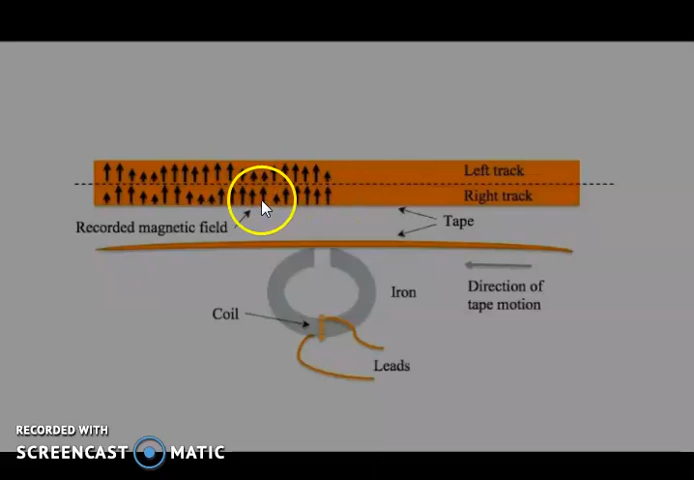 Left track
Right track
Recorded magnetic field
Tape
Iron
Direction of
tape motion
Coil
Leads
RECORDED WITH
SCREENCAST MATIC